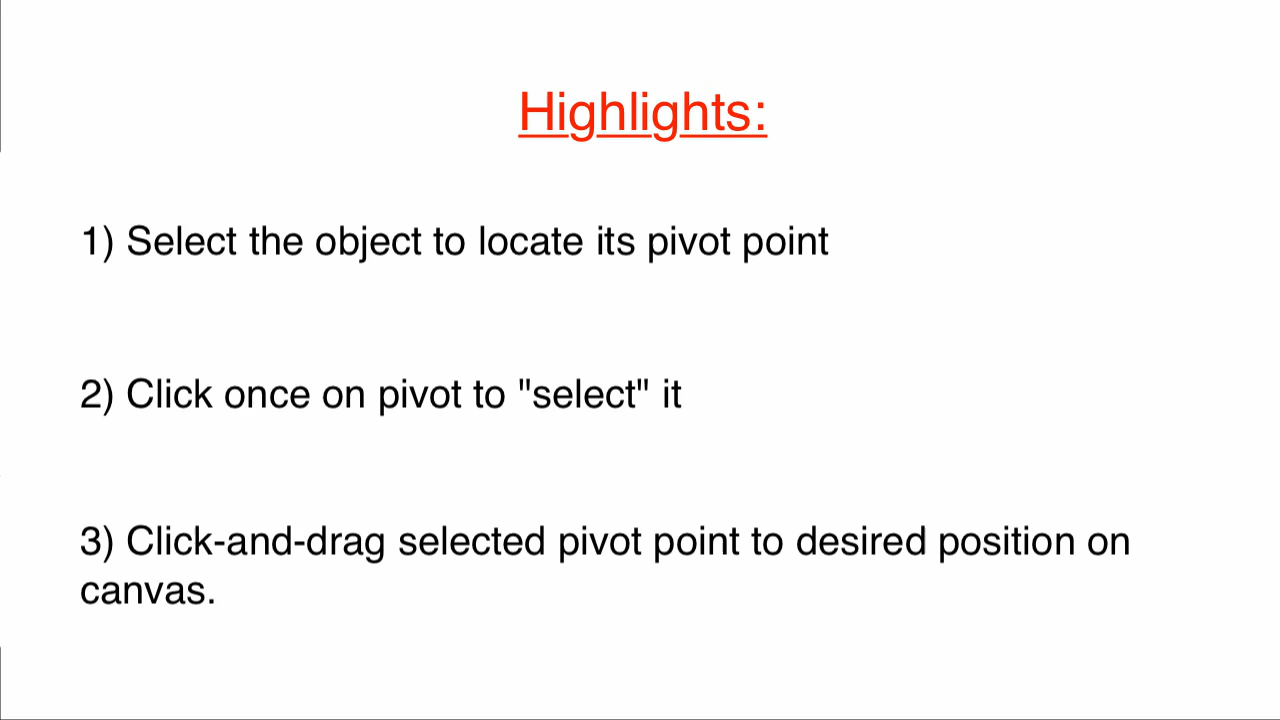 Highlights:
1) Select the object to locate its pivot point
2) Click once on pivot to "select" it
3) Click-and-drag selected pivot point to desired position on
canvas.